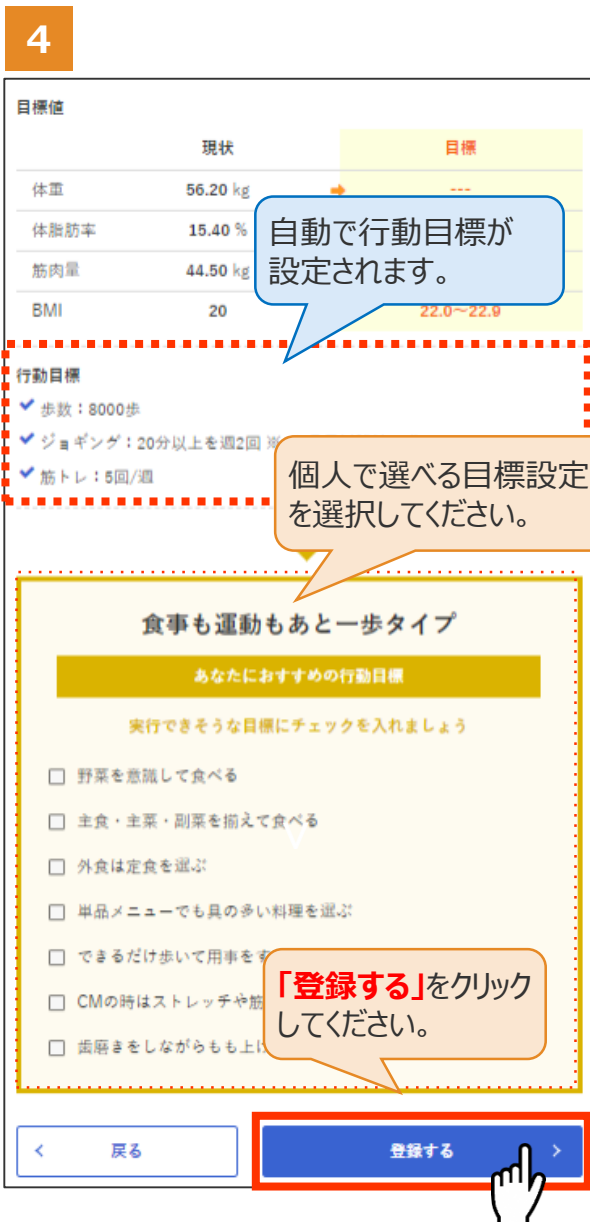 4
目標値
現状 目標
体重 56.20 kg ➡ ---
体脂肪率 15.40 %
筋肉量 44.50 kg
BMI 20 22.0～22.9
自動で行動目標が
設定されます。
行動目標
✔ 歩数：8000歩
✔ ジョギング：20分以上を週2回 ※
✔ 筋トレ：5回/週
個人で選べる目標設定
を選択してください。
食事も運動もあと一歩タイプ
あなたにおすすめの行動目標
実行できそうな目標にチェックを入れましょう
野菜を意識して食べる
主食・主菜・副菜を揃えて食べる
外食は定食を選ぶ
単品メニューでも具の多い料理を選ぶ
できるだけ歩いて用事を
CMの時はストレッチや筋
歯磨きをしながらもも上げ
「登録する」をクリック
してください。
< 戻る
登録する >